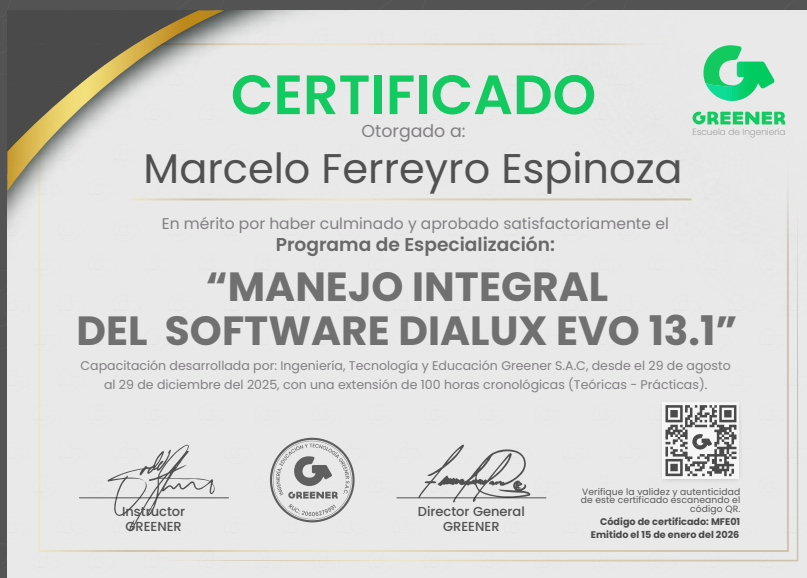 CERTIFICADO
Otorgado a:
GREENER
Escuela de Ingeniería
Marcelo Ferreyro Espinoza
En mérito por haber culminado y aprobado satisfactoriamente el
Programa de Especialización:
“MANEJO INTEGRAL
DEL SOFTWARE DIALUX EVO 13.1”
Capacitación desarrollada por: Ingeniería, Tecnología y Educación Greener S.A.C, desde el 29 de agosto
al 29 de diciembre del 2025, con una extensión de 100 horas cronológicas (Teóricas - Prácticas).
Instructor
GREENER
INGENIERÍA, EDUCACIÓN Y TECNOLOGÍA GREENER S.A.C.
GREENER
Director General
GREENER
Verifique la validez y autenticidad
de este certificado escaneando el
código QR.
Código de certificado: MFE01
Emitido el 15 de enero del 2026